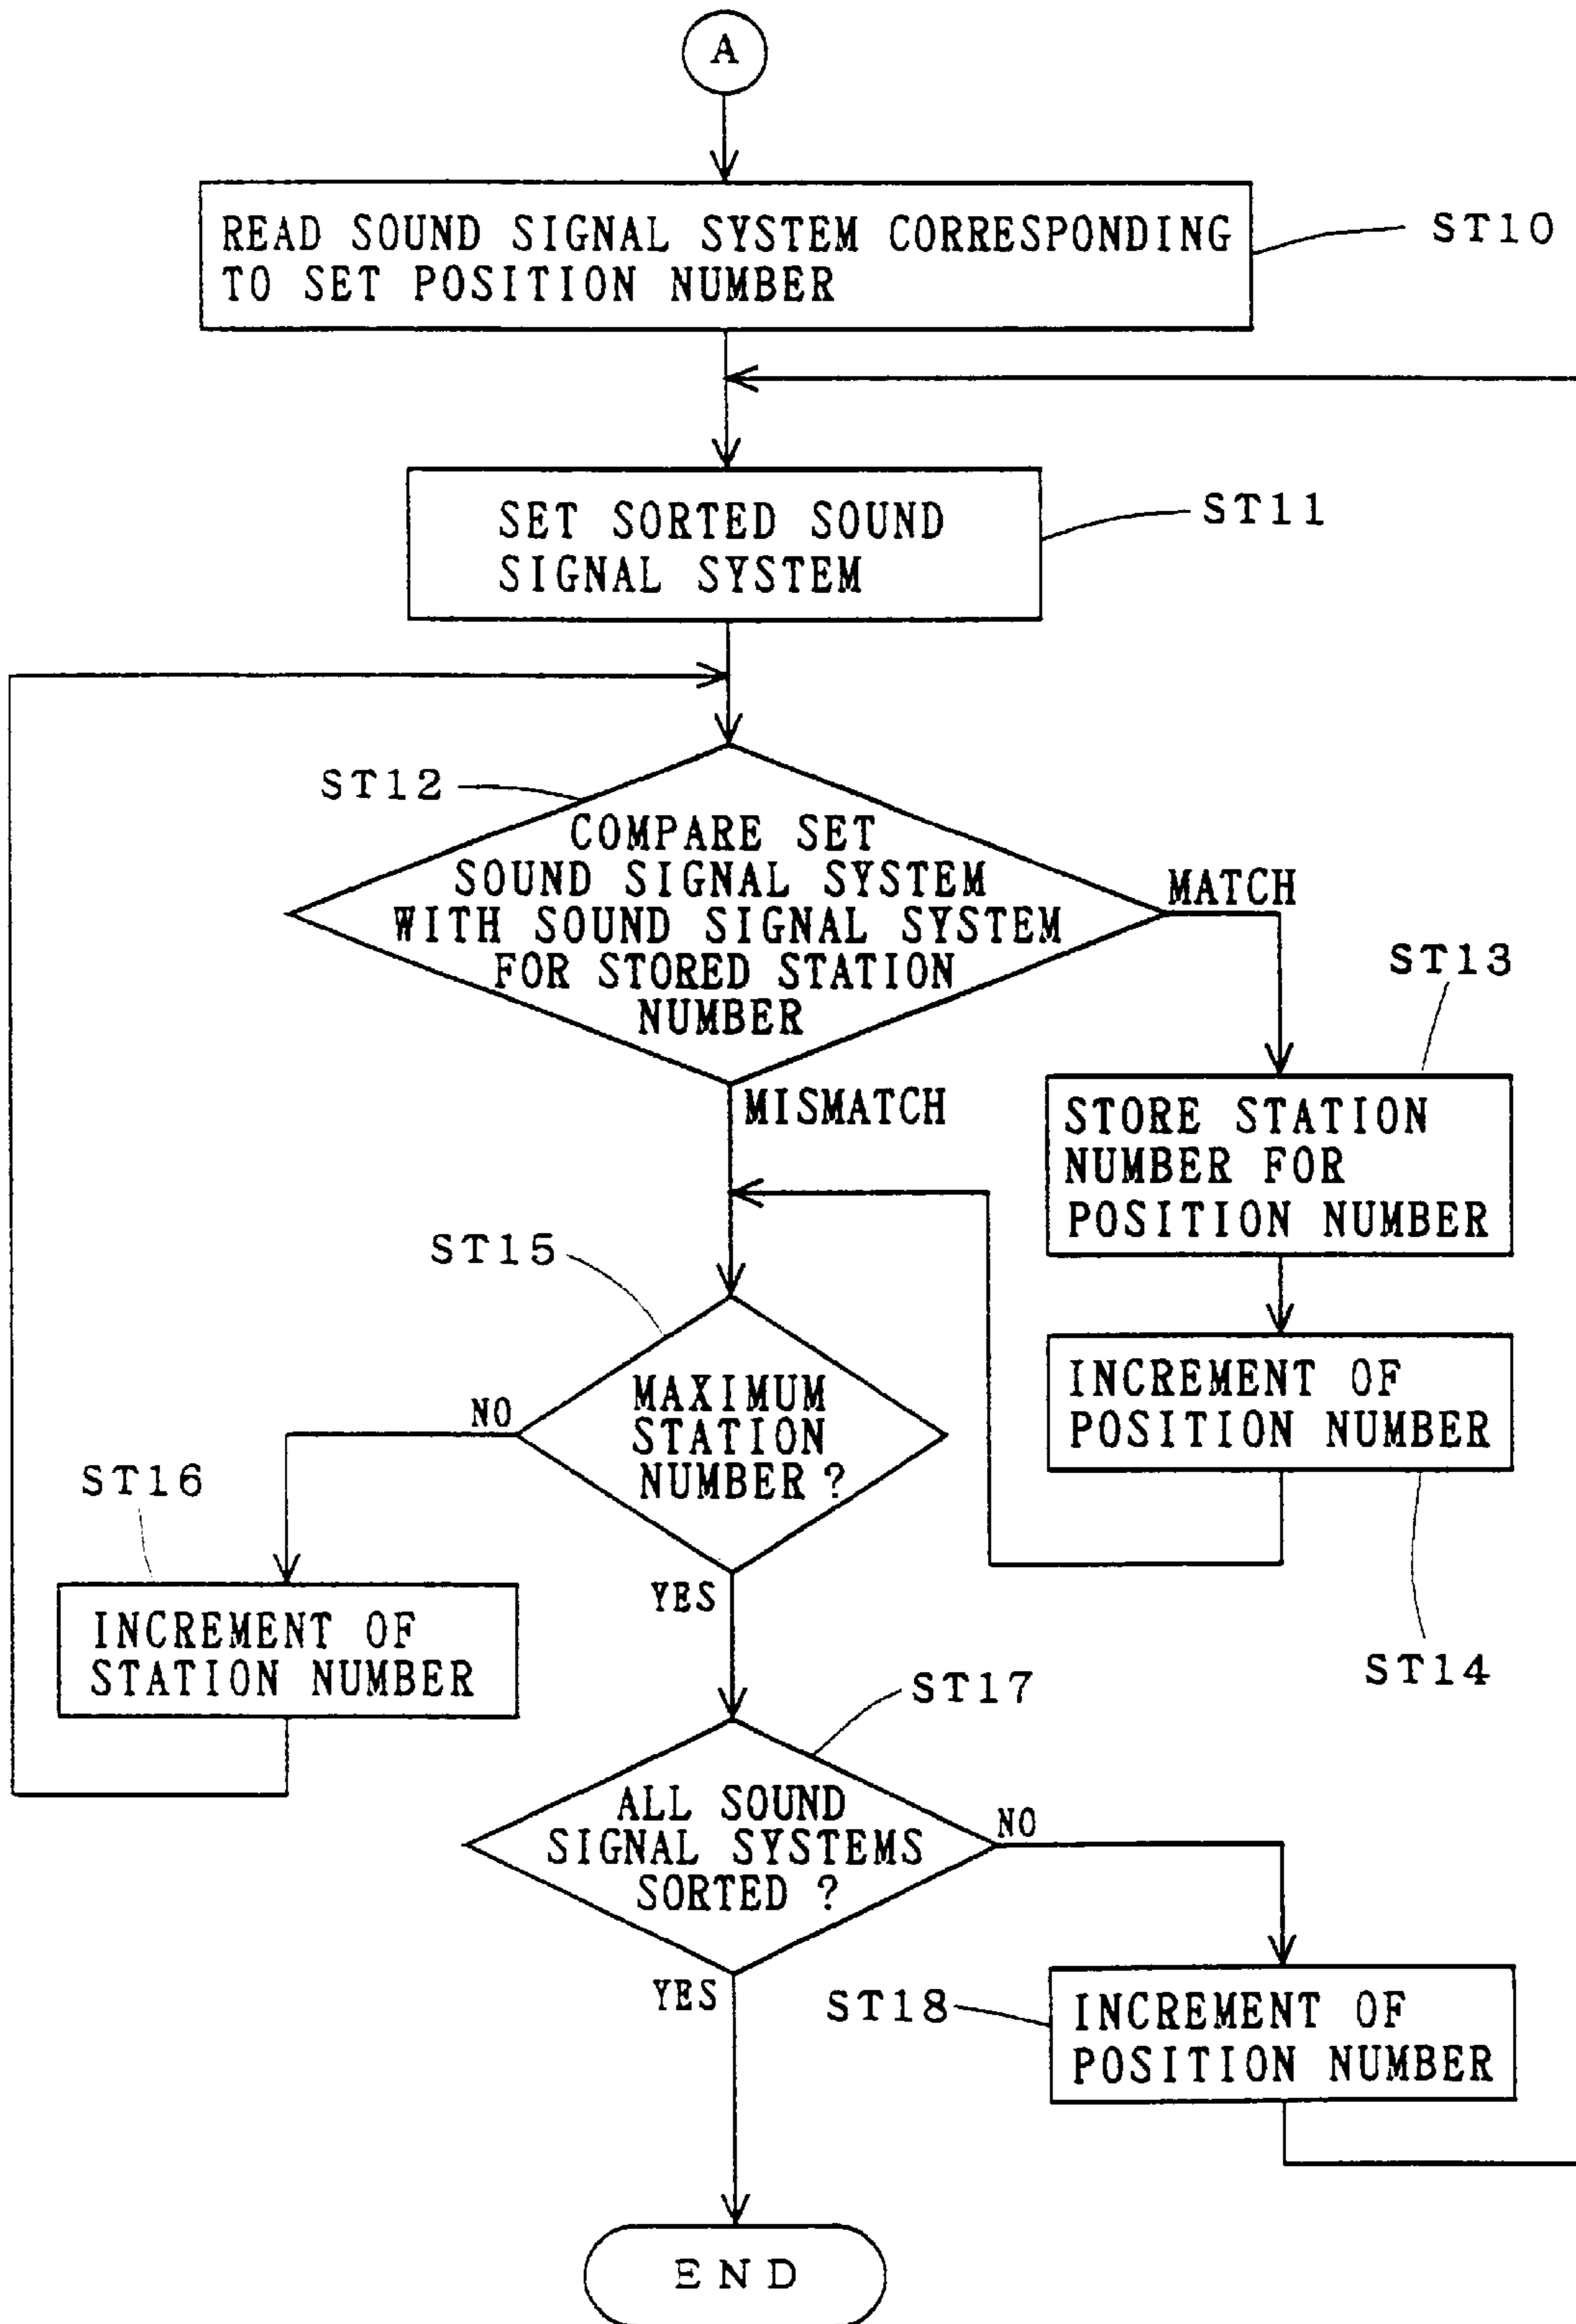 A
READ SOUND SIGNAL SYSTEM CORRESPONDING
TO SET POSITION NUMBER
ST10
SET SORTED SOUND
SIGNAL SYSTEM
ST11
ST12
COMPARE SET
SOUND SIGNAL SYSTEM
WITH SOUND SIGNAL SYSTEM
FOR STORED STATION
NUMBER
MATCH
MISMATCH
ST13
STORE STATION
NUMBER FOR
POSITION NUMBER
INCREMENT OF
POSITION NUMBER
ST14
ST15
MAXIMUM
STATION
NUMBER?
NO
YES
ST16
INCREMENT OF
STATION NUMBER
ST17
ALL SOUND
SIGNAL SYSTEMS
SORTED ?
NO
YES
ST18
INCREMENT OF
POSITION NUMBER
END